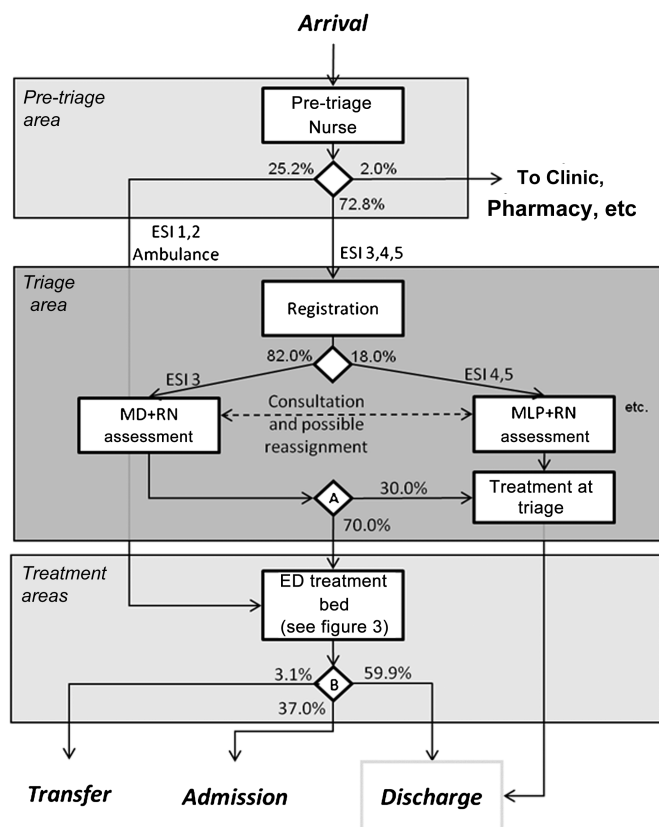 Arrival
Pre-triage
area
Pre-triage
Nurse
25.2%
2.0%
To Clinic,
Pharmacy, etc
72.8%
ESI 1,2
Ambulance
ESI 3,4,5
Triage
area
Registration
82.0%
18.0%
ESI 3
ESI 4,5
MD+RN
assessment
Consultation
and possible
reassignment
MLP+RN
assessment
etc.
A
30.0%
Treatment at
triage
70.0%
Treatment
areas
ED treatment
bed
(see figure 3)
3.1%
B
59.9%
37.0%
Transfer
Admission
Discharge